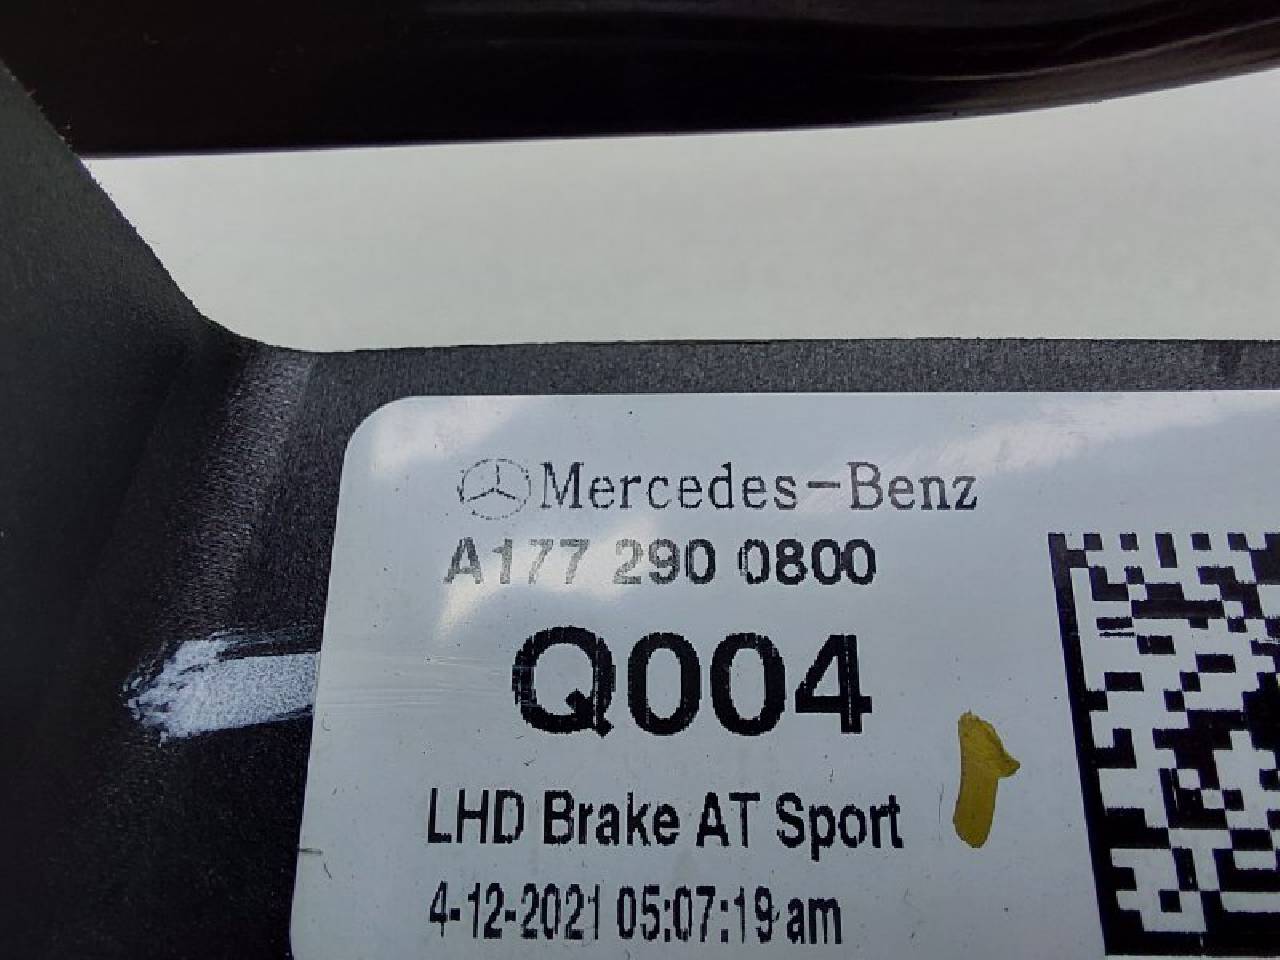 Mercedes-Benz
A177 290 0800
Q004
LHD Brake AT Sport
4-12-2021 05:07:19 am